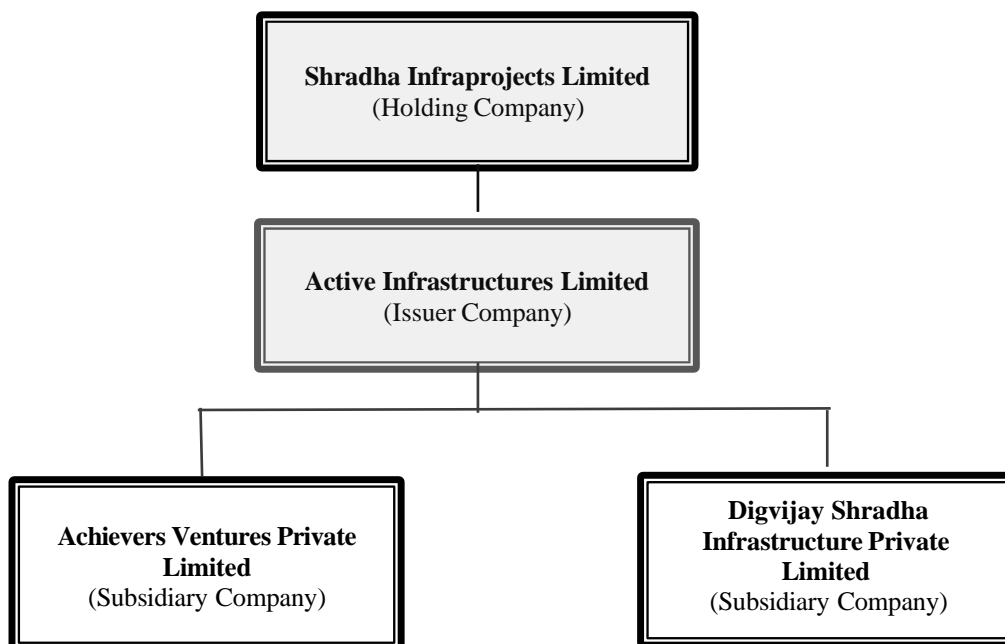 Shradha Infraprojects Limited
(Holding Company)
Active Infrastructures Limited
(Issuer Company)
Achievers Ventures Private
Limited
(Subsidiary Company)
Digvijay Shradha
Infrastructure Private
Limited
(Subsidiary Company)